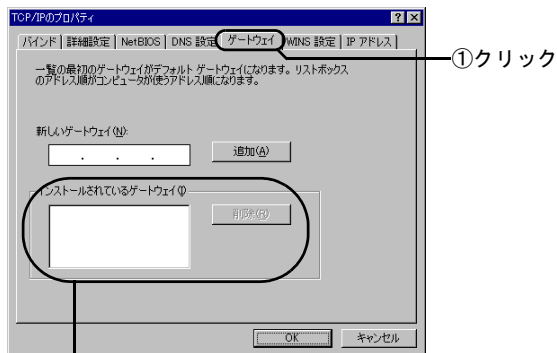 TCP/IPのプロパティ
バインド 詳細設定 NetBIOS DNS 設定 ゲートウェイ WINS 設定 IP アドレス
①クリック
一覧の最初のゲートウェイがデフォルト ゲートウェイになります。リストボックス
のアドレス順がコンピュータが使うアドレス順になります。
新しいゲートウェイ(N):
. . .
追加(A)
インストールされているゲートウェイ(I)
削除(R)
OK キャンセル